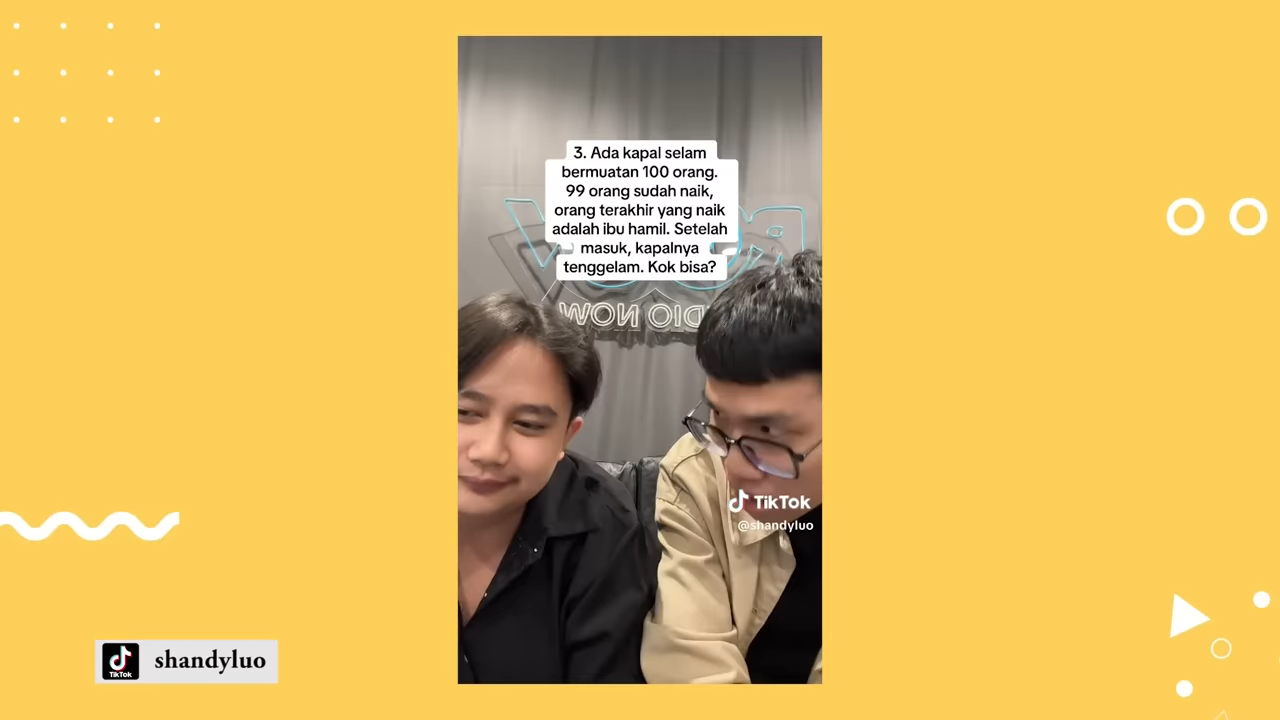 3. Ada kapal selam
bermuatan 100 orang.
99 orang sudah naik,
orang terakhir yang naik
adalah ibu hamil. Setelah
masuk, kapalnya
tenggelam. Kok bisa?
TikTok
@shandyluo
TikTok
shandyluo